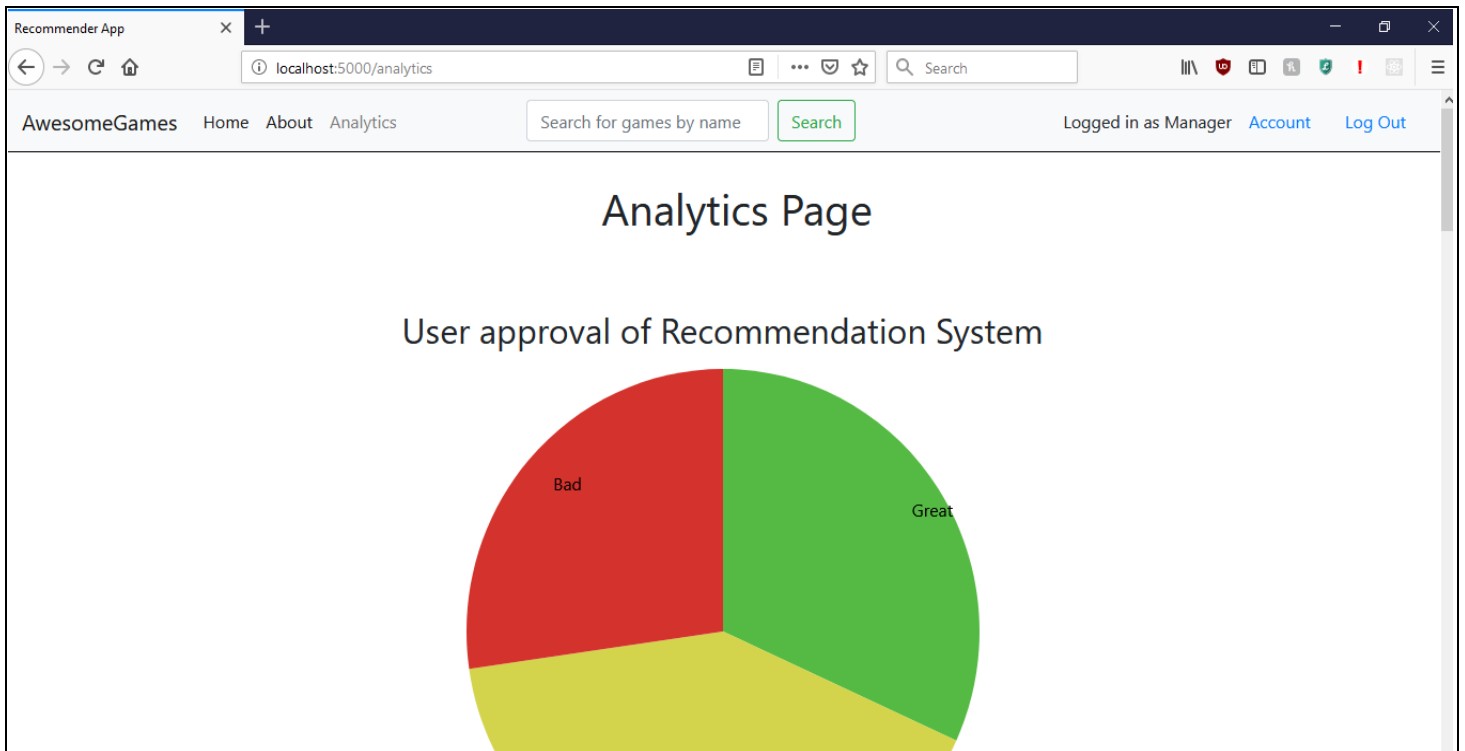 Recommender App
localhost:5000/analytics
Search
AwesomeGames Home About Analytics Search for games by name Search Logged in as Manager Account Log Out
Analytics Page
User approval of Recommendation System
Bad
Great